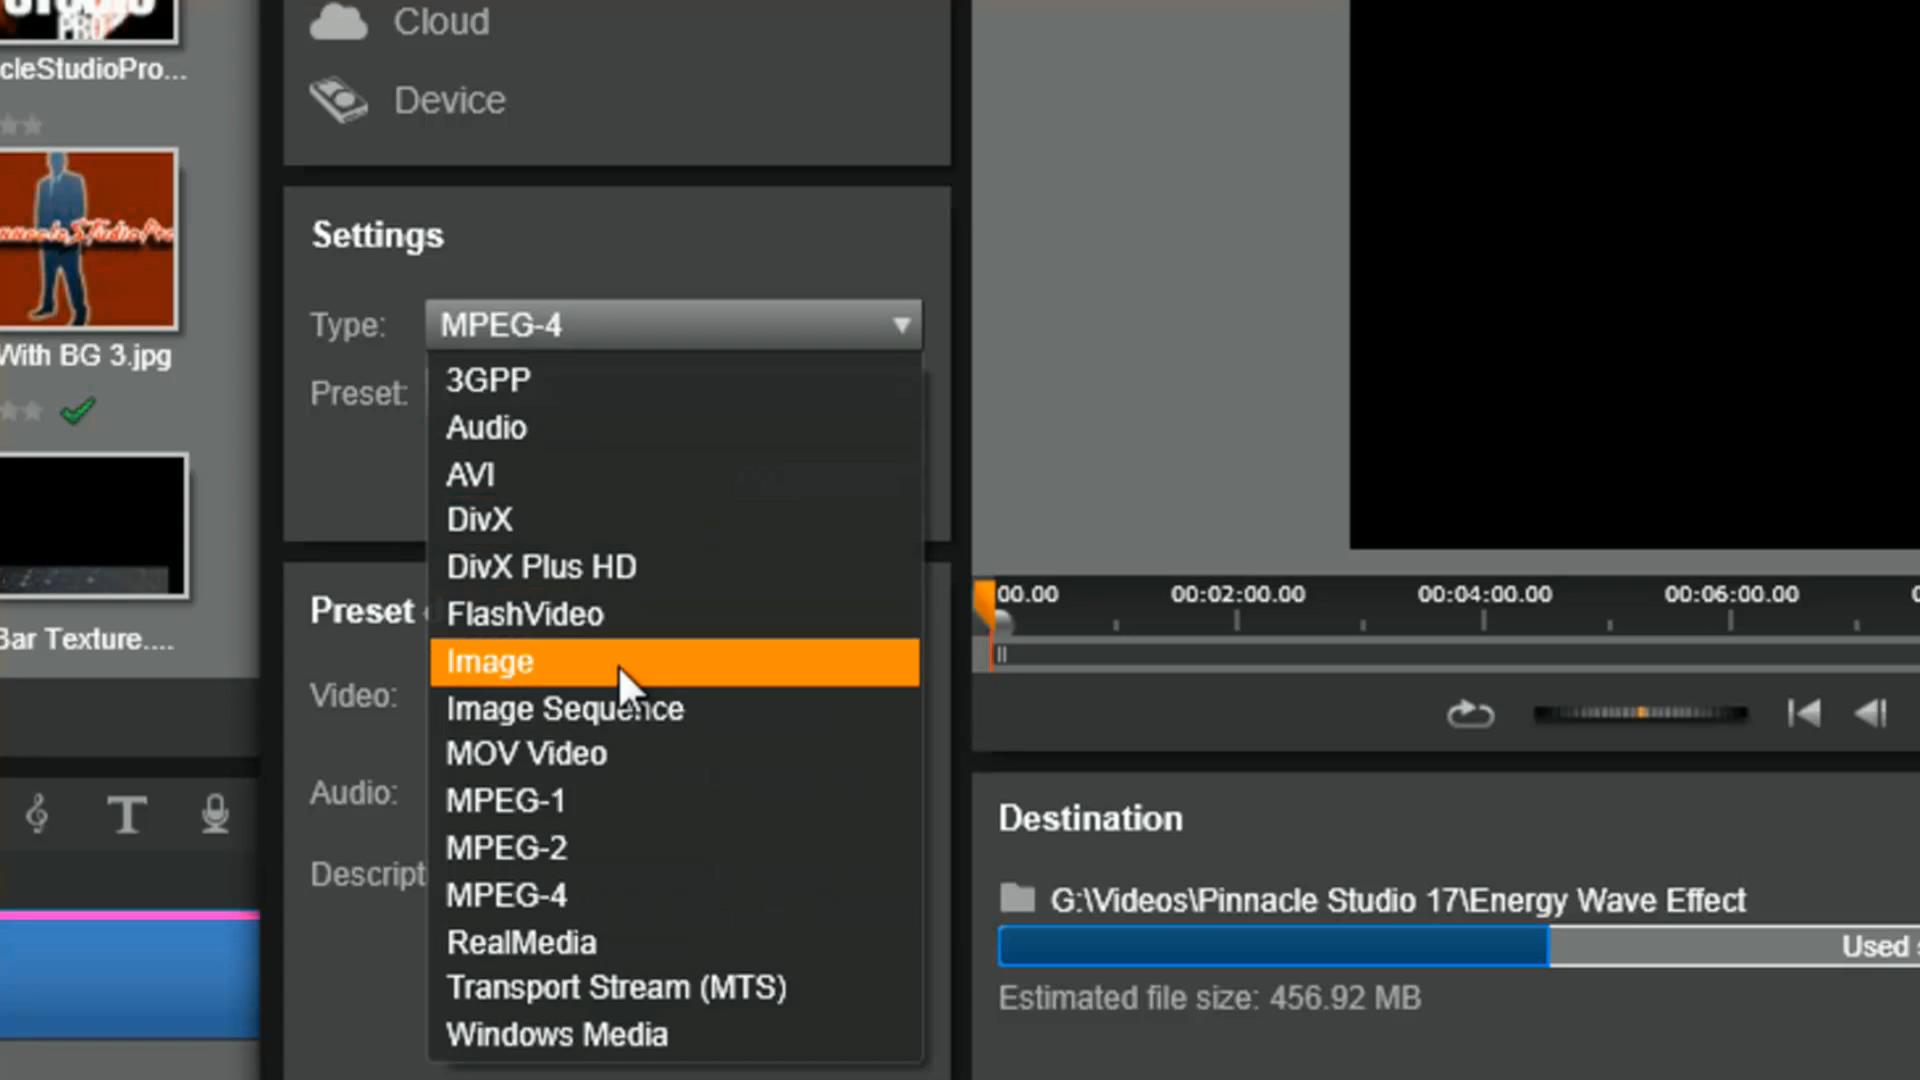 STUDIO
PRO
cleStudioPro...
With BG 3.jpg
Bar Texture....
Cloud
Device
Settings
Type:
MPEG-4
Preset:
3GPP
Audio
AVI
DivX
DivX Plus HD
FlashVideo
Image
Image Sequence
MOV Video
MPEG-1
MPEG-2
MPEG-4
RealMedia
Transport Stream (MTS)
Windows Media
Preset
Video:
Audio:
Descript
00.00 00:02:00.00 00:04:00.00 00:06:00.00
Destination
G:\Videos\Pinnacle Studio 17\Energy Wave Effect
Used
Estimated file size: 456.92 MB